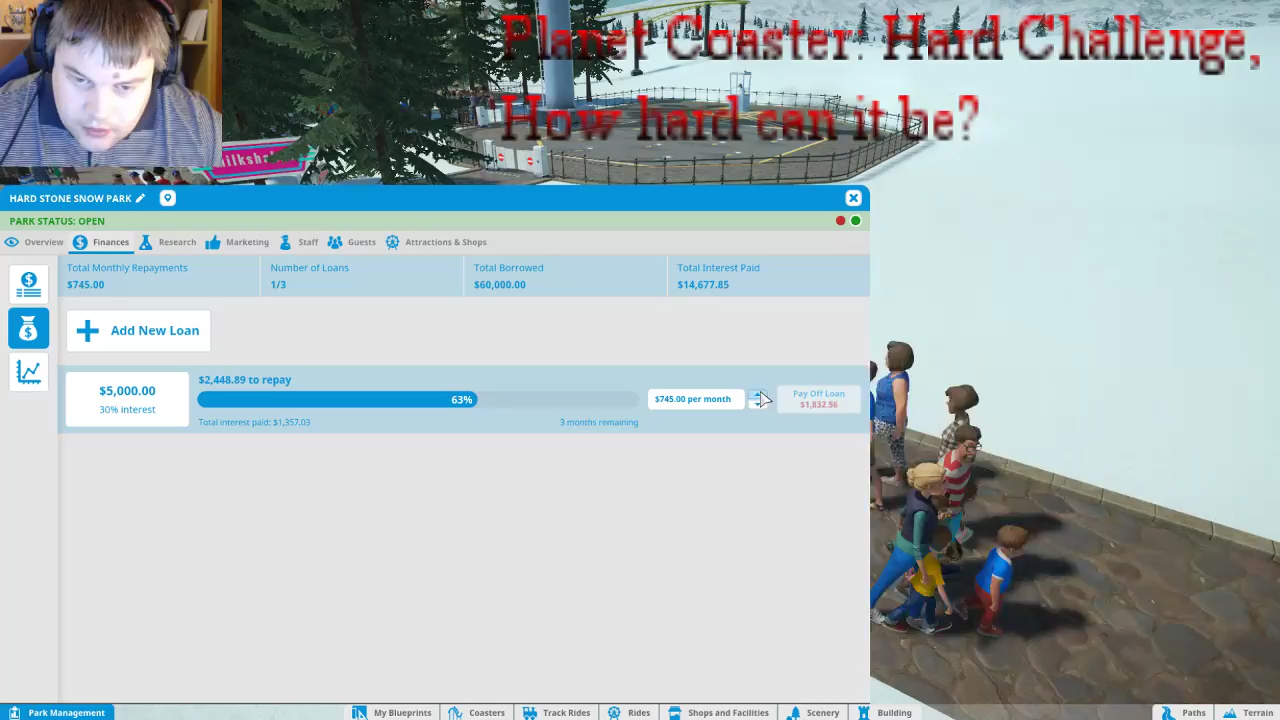 Planet Coaster: Hard Challenge,
How hard can it be?
HARD STONE SNOW PARK
PARK STATUS: OPEN
Overview Finances Research Marketing Staff Guests Attractions & Shops
Total Monthly Repayments Number of Loans Total Borrowed Total Interest Paid
$745.00 1/3 $60,000.00 $14,677.85
Add New Loan
$5,000.00
30% interest
$2,448.89 to repay
63%
Total interest paid: $1,357.03 3 months remaining
$745.00 per month
Pay Off Loan
$1,832.56
Park Management My Blueprints Coasters Track Rides Rides Shops and Facilities Scenery Building Paths Terrain